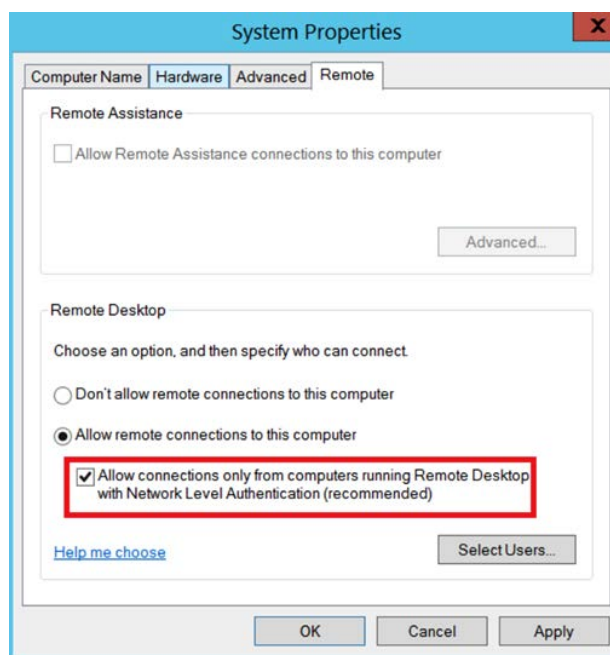 System Properties
X
Computer Name Hardware Advanced Remote
Remote Assistance
Allow Remote Assistance connections to this computer
Advanced...
Remote Desktop
Choose an option, and then specify who can connect.
Don't allow remote connections to this computer
Allow remote connections to this computer
Allow connections only from computers running Remote Desktop
with Network Level Authentication (recommended)
Help me choose
Select Users...
OK Cancel Apply